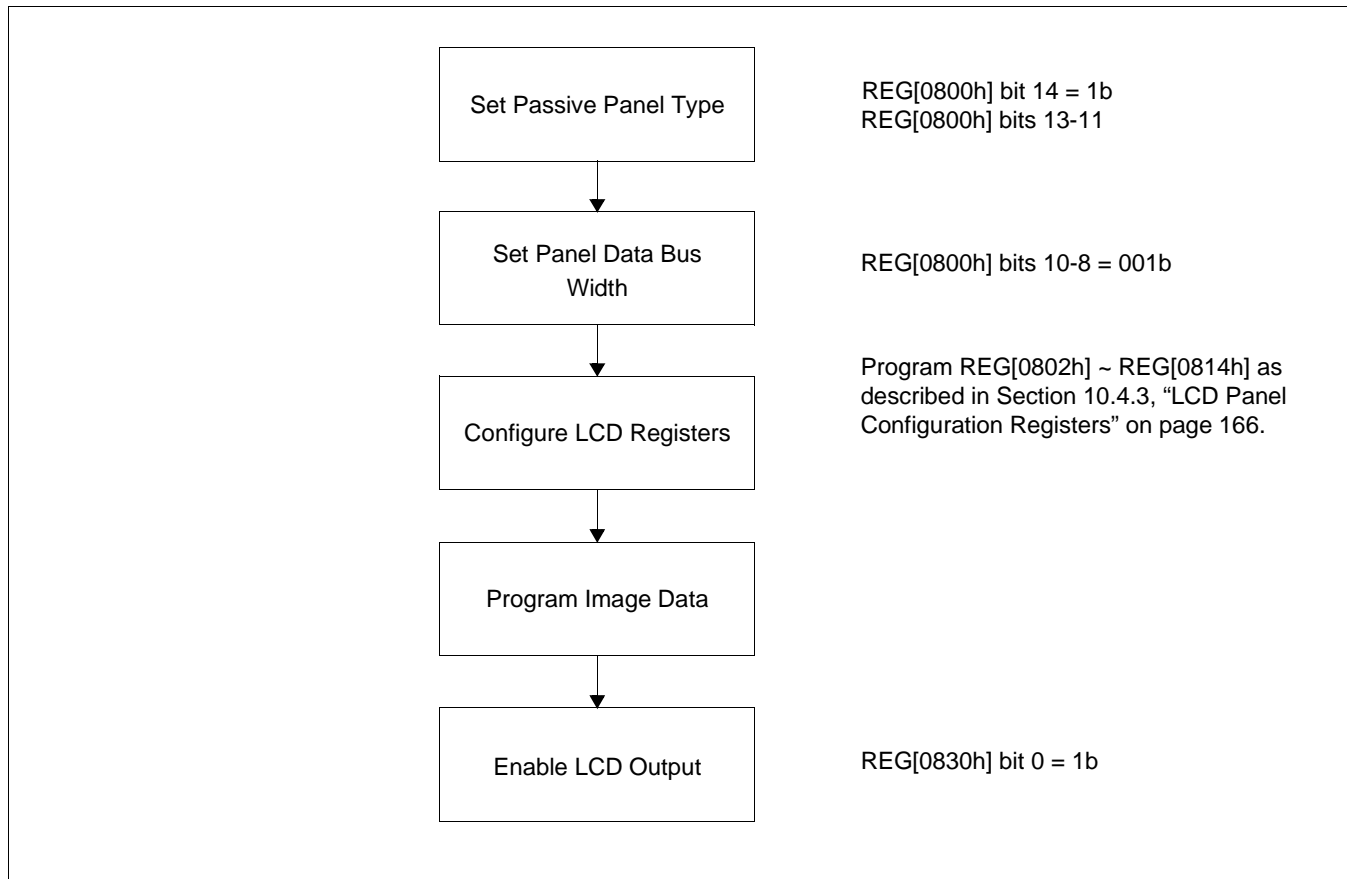 Set Passive Panel Type
REG[0800h] bit 14 = 1b
REG[0800h] bits 13-11
Set Panel Data Bus
Width
REG[0800h] bits 10-8 = 001b
Configure LCD Registers
Program REG[0802h] ~ REG[0814h] as
described in Section 10.4.3, “LCD Panel
Configuration Registers” on page 166.
Program Image Data
Enable LCD Output
REG[0830h] bit 0 = 1b